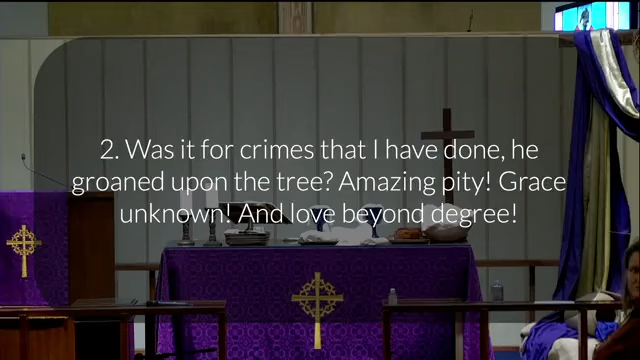 2. Was it for crimes that I have done, he
groaned upon the tree? Amazing pity! Grace
unknown! And love beyond degree!